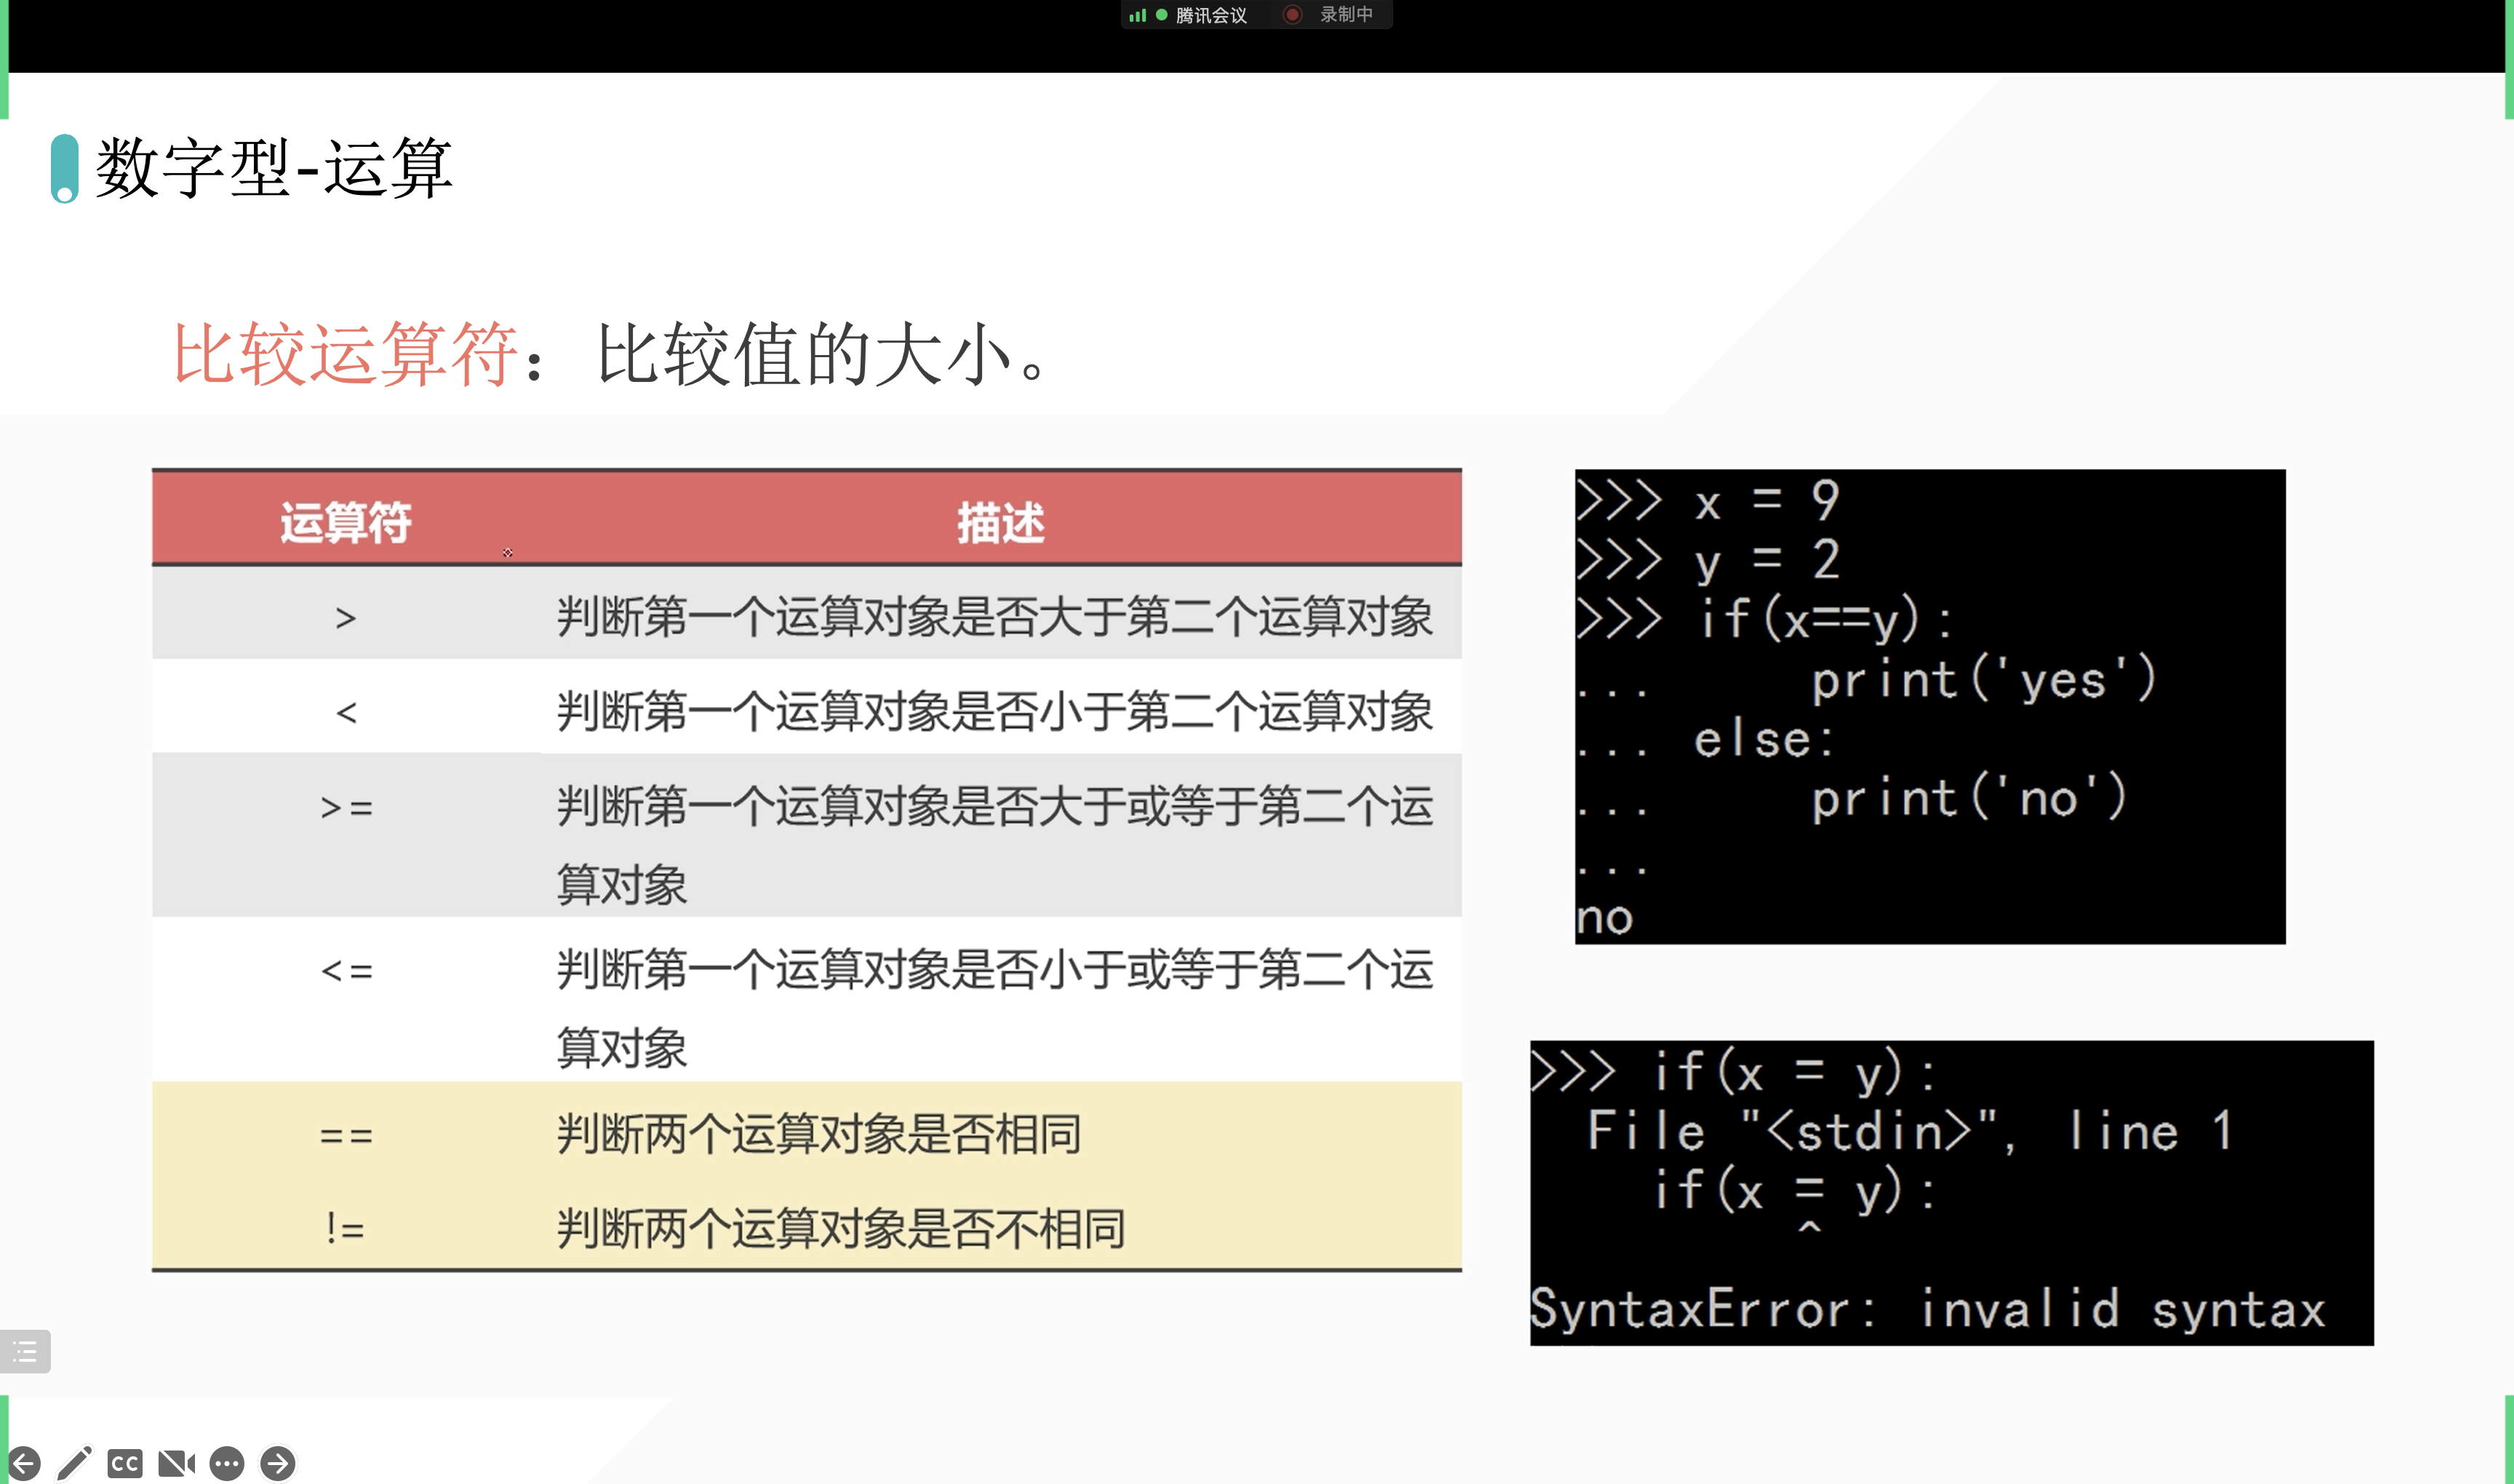 腾讯会议 录制中
数字型-运算
比较运算符：比较值的大小。
运算符 描述
> 判断第一个运算对象是否大于第二个运算对象
< 判断第一个运算对象是否小于第二个运算对象
>= 判断第一个运算对象是否大于或等于第二个运
算对象
<= 判断第一个运算对象是否小于或等于第二个运
算对象
== 判断两个运算对象是否相同
!= 判断两个运算对象是否不相同
>>> x = 9
>>> y = 2
>>> if(x==y):
...     print('yes')
... else:
...     print('no')
...
no
>>> if(x = y):
  File "<stdin>", line 1
    if(x = y):
         ^
SyntaxError: invalid syntax
CC